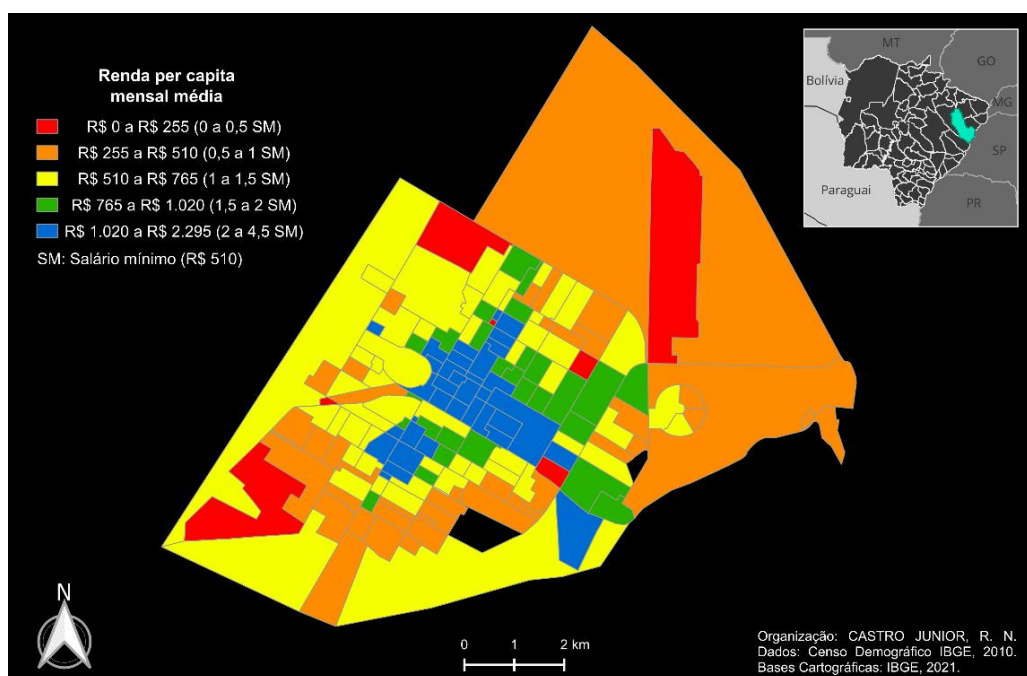 Renda per capita
mensal média
R$ 0 a R$ 255 (0 a 0,5 SM)
R$ 255 a R$ 510 (0,5 a 1 SM)
R$ 510 a R$ 765 (1 a 1,5 SM)
R$ 765 a R$ 1.020 (1,5 a 2 SM)
R$ 1.020 a R$ 2.295 (2 a 4,5 SM)
SM: Salário mínimo (R$ 510)
MT
GO
Bolívia
MG
SP
Paraguai
PR
N
0 1 2 km
Organização: CASTRO JUNIOR, R. N.
Dados: Censo Demográfico IBGE, 2010.
Bases Cartográficas: IBGE, 2021.